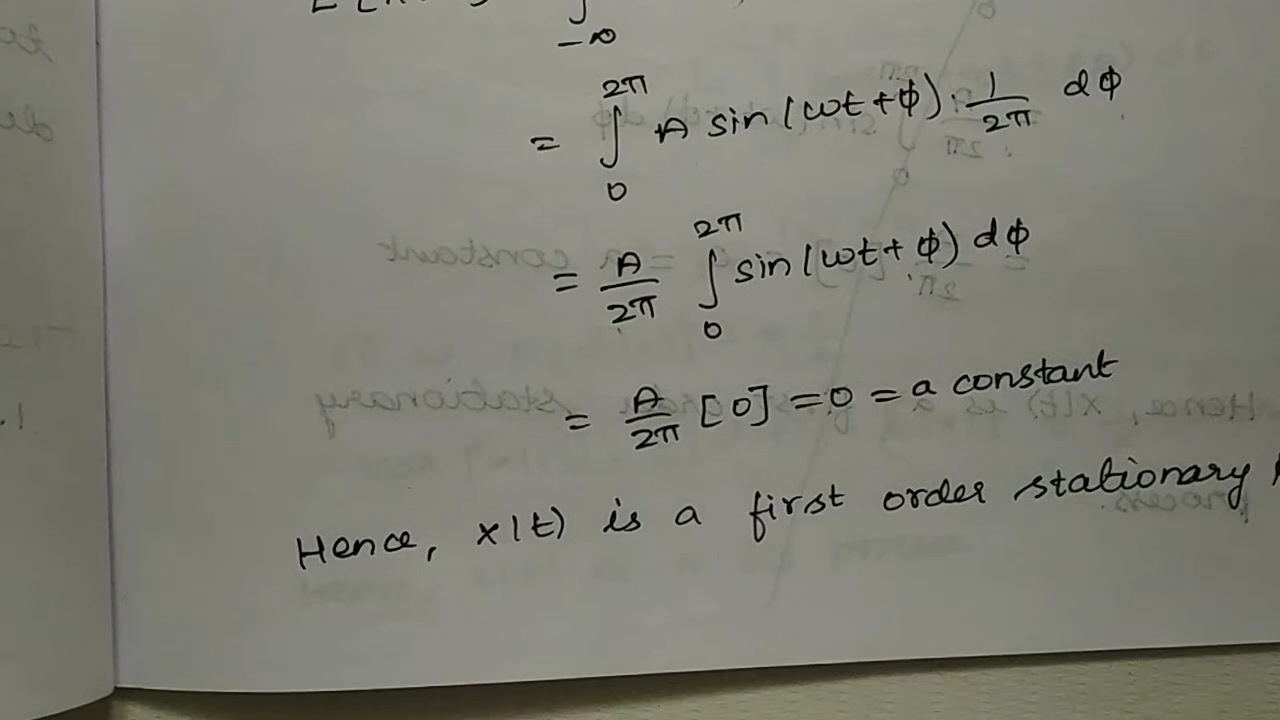 -∞
= ∫₀^2π A sin(ωt+ϕ). 1/2π dϕ
= A/2π ∫₀^2π sin(ωt+ϕ) dϕ
= A/2π [0] = 0 = a constant
Hence, x(t) is a first order stationary